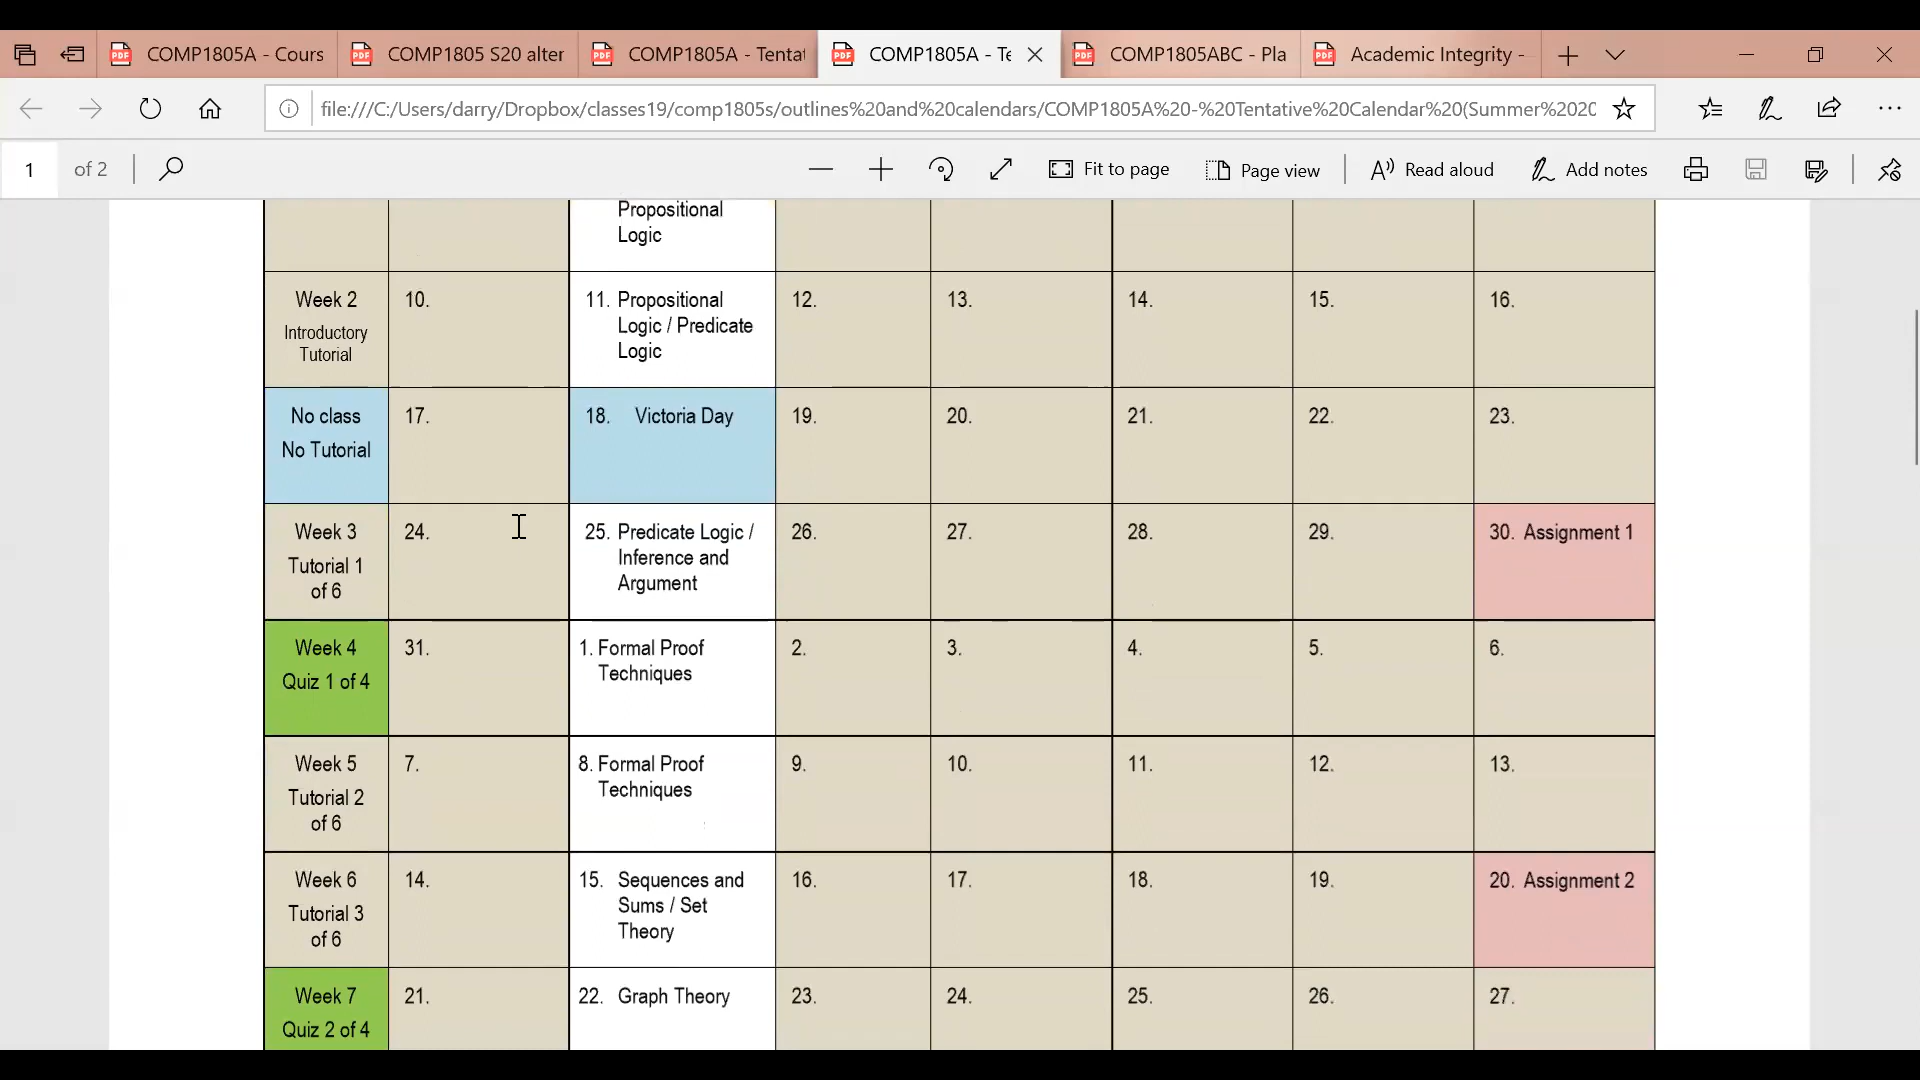 COMP1805A - Cours
COMP1805 S20 alter
COMP1805A - Tentat
COMP1805A - Te
COMP1805ABC - Pla
Academic Integrity -
file:///C:/Users/darry/Dropbox/classes19/comp1805s/outlines%20and%20calendars/COMP1805A%20-%20Tentative%20Calendar%20(Summer%202020
1
of 2
Fit to page
Page view
Read aloud
Add notes
Propositional
Logic
Week 2
Introductory
Tutorial
10.
11. Propositional
Logic / Predicate
Logic
12.
13.
14.
15.
16.
No class
No Tutorial
17.
18. Victoria Day
19.
20.
21.
22.
23.
Week 3
Tutorial 1
of 6
24.
25. Predicate Logic /
Inference and
Argument
26.
27.
28.
29.
30. Assignment 1
Week 4
Quiz 1 of 4
31.
1. Formal Proof
Techniques
2.
3.
4.
5.
6.
Week 5
Tutorial 2
of 6
7.
8. Formal Proof
Techniques
9.
10.
11.
12.
13.
Week 6
Tutorial 3
of 6
14.
15. Sequences and
Sums / Set
Theory
16.
17.
18.
19.
20. Assignment 2
Week 7
Quiz 2 of 4
21.
22. Graph Theory
23.
24.
25.
26.
27.